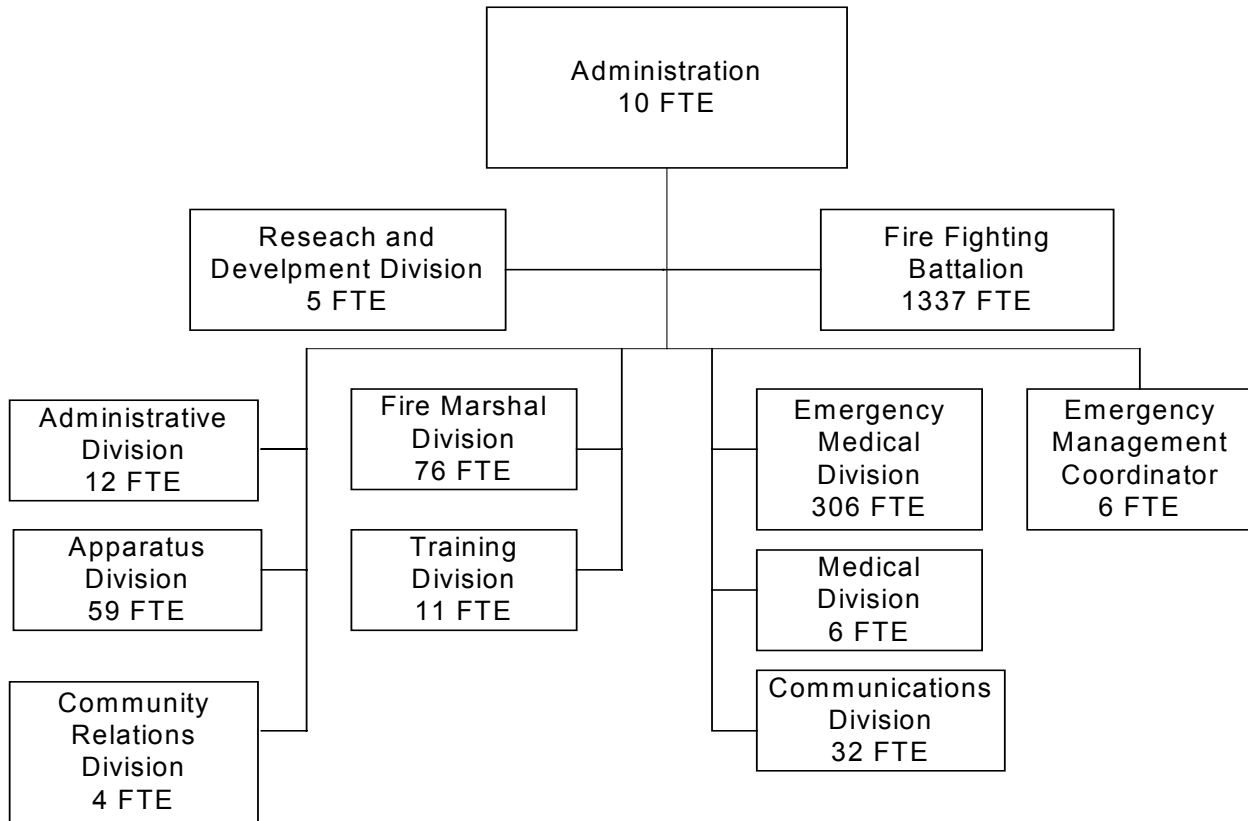 Administration
10 FTE
Reseach and
Develpment Division
5 FTE
Fire Fighting
Battalion
1337 FTE
Administrative
Division
12 FTE
Fire Marshal
Division
76 FTE
Emergency
Medical
Division
306 FTE
Emergency
Management
Coordinator
6 FTE
Apparatus
Division
59 FTE
Training
Division
11 FTE
Medical
Division
6 FTE
Community
Relations
Division
4 FTE
Communications
Division
32 FTE